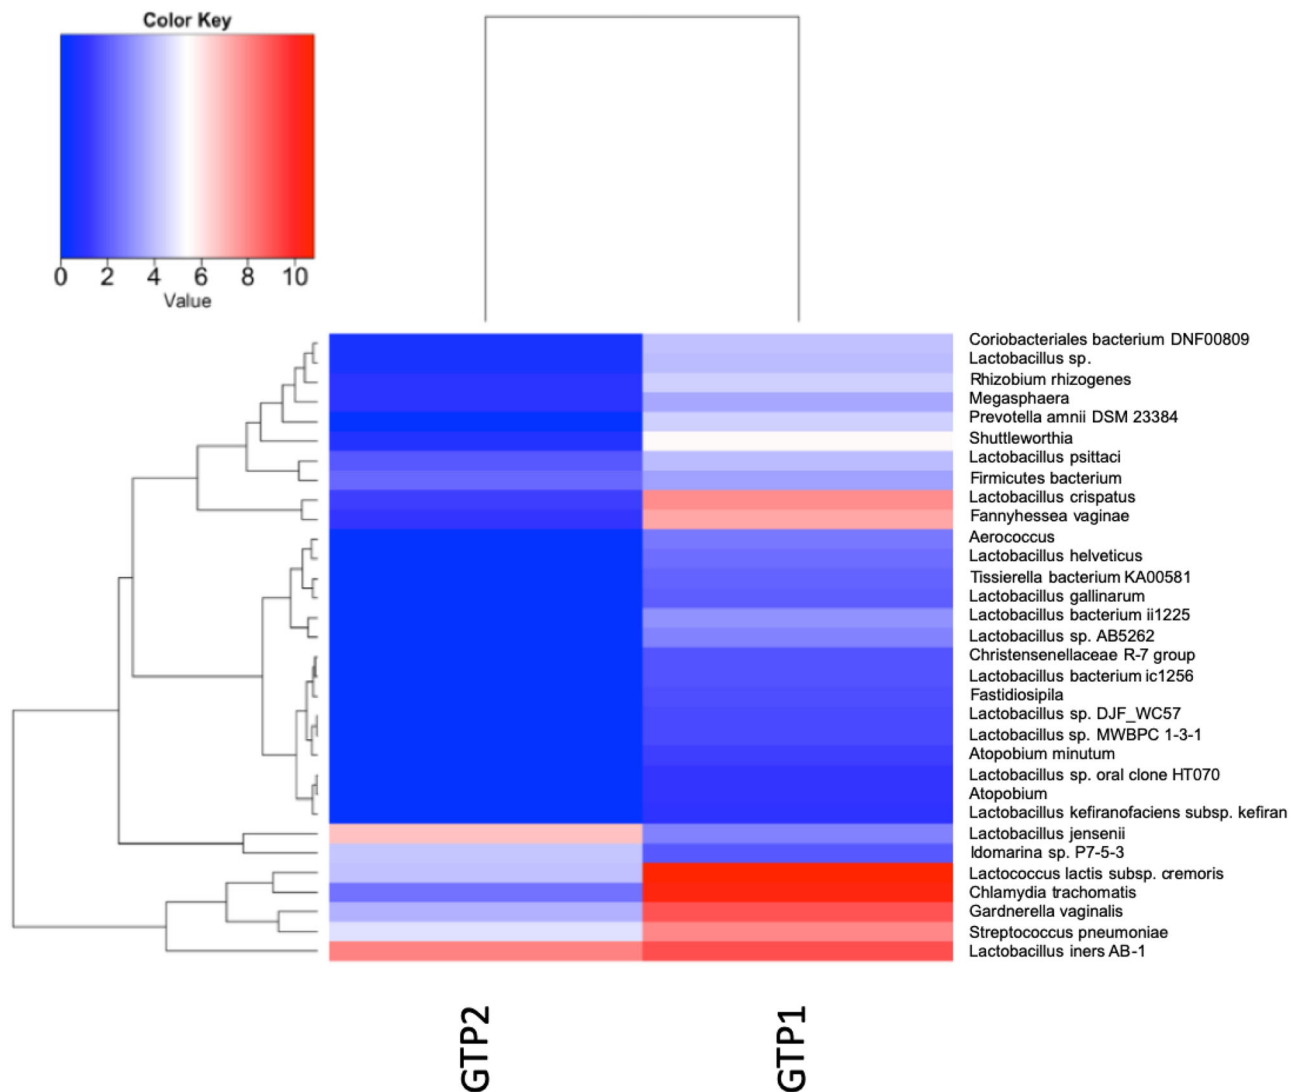 Color Key
0 2 4 6 8 10
Value
Coriobacteriales bacterium DNF00809
Lactobacillus sp.
Rhizobium rhizogenes
Megasphaera
Prevotella amnii DSM 23384
Shuttleworthia
Lactobacillus psittaci
Firmicutes bacterium
Lactobacillus crispatus
Fannyhessea vaginae
Aerococcus
Lactobacillus helveticus
Tissierella bacterium KA00581
Lactobacillus gallinarum
Lactobacillus bacterium ii1225
Lactobacillus sp. AB5262
Christensenellaceae R-7 group
Lactobacillus bacterium ic1256
Fastidiosipila
Lactobacillus sp. DJF_WC57
Lactobacillus sp. MWBPC 1-3-1
Atopobium minutum
Lactobacillus sp. oral clone HT070
Atopobium
Lactobacillus kefiranofaciens subsp. kefiran
Lactobacillus jensenii
Idomarina sp. P7-5-3
Lactococcus lactis subsp. cremoris
Chlamydia trachomatis
Gardnerella vaginalis
Streptococcus pneumoniae
Lactobacillus iners AB-1
GTP2
GTP1